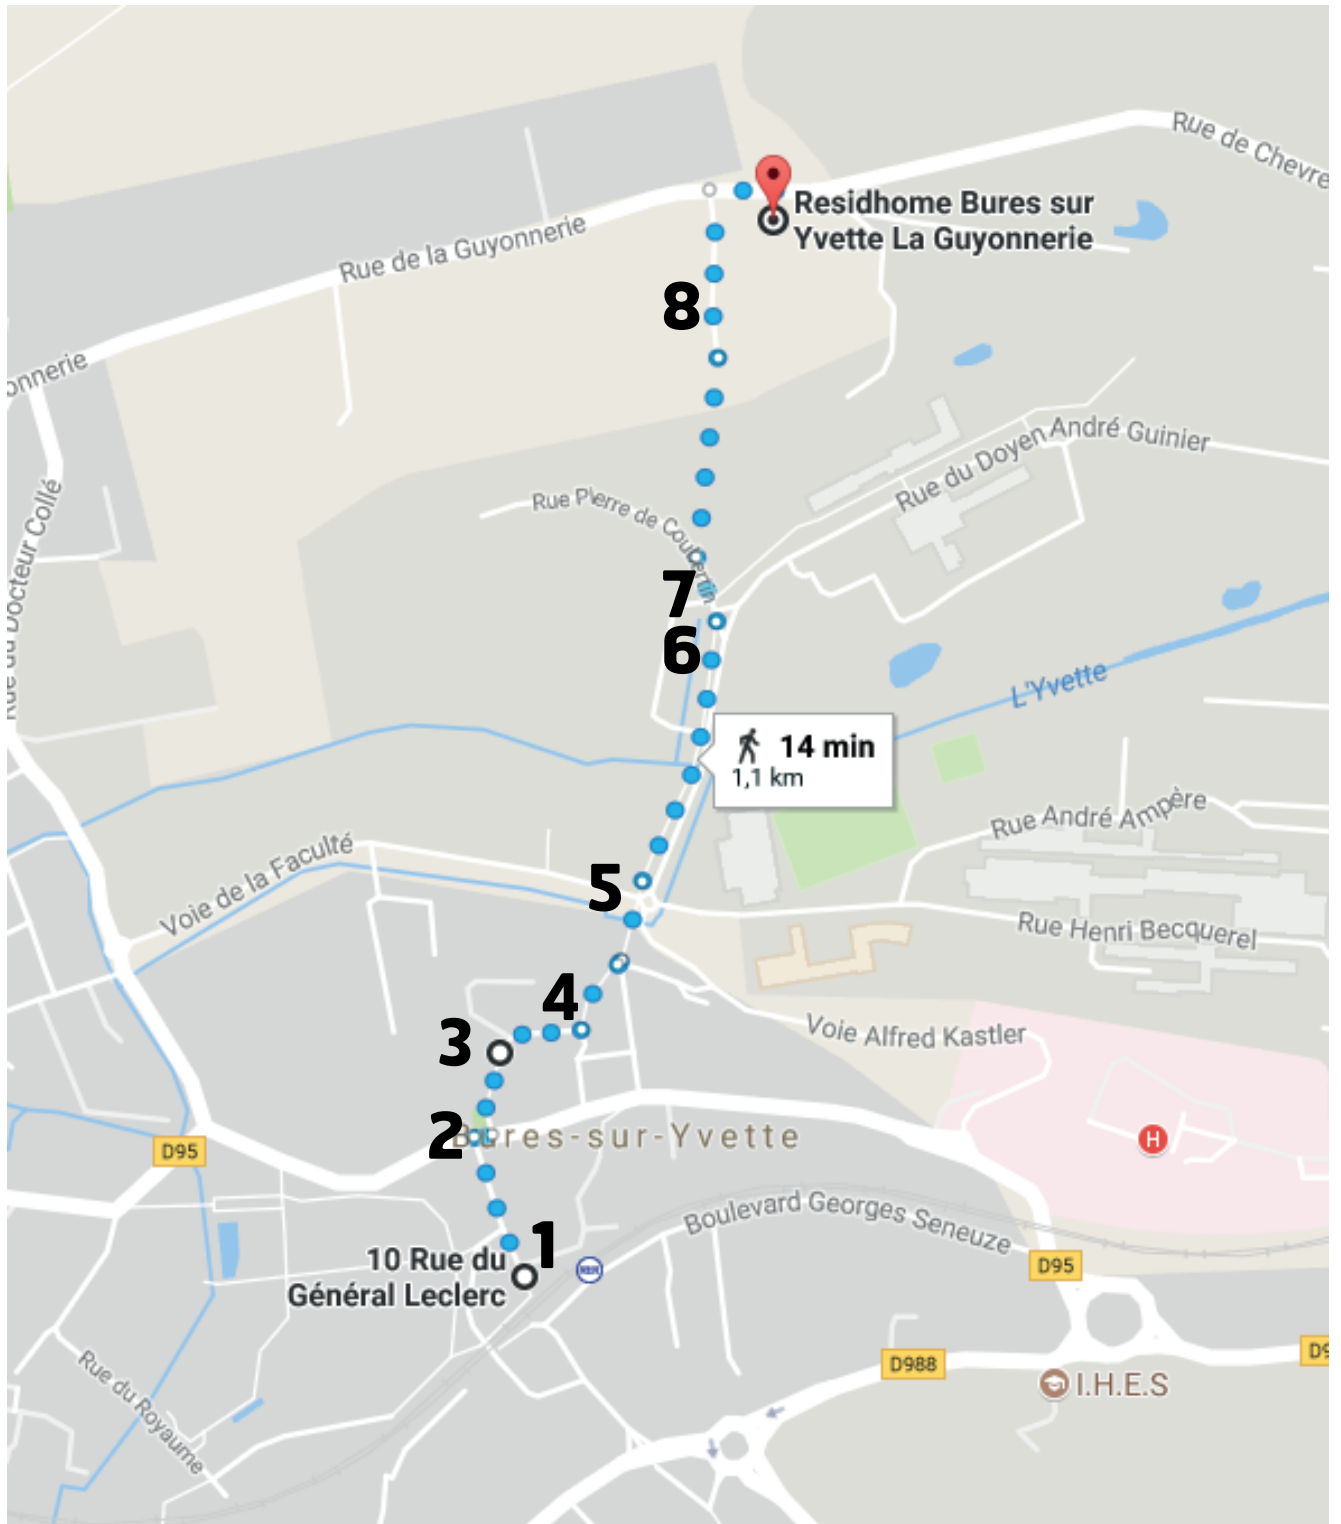 Rue de Chevre
Residhome Bures sur
Yvette La Guyonnerie
Rue de la Guyonnerie
8
onnerie
Rue du Doyen André Guinier
Rue Pierre de Coubertin
Rue du Docteur Collé
7
6
L'Yvette
14 min
1,1 km
Rue André Ampère
Voie de la Faculté
5
Rue Henri Becquerel
4
Voie Alfred Kastler
3
2
Bures-sur-Yvette
H
D95
Boulevard Georges Seneuze
1
10 Rue du
Général Leclerc
RER
D95
D988
D9
I.H.E.S
Rue du Royaume